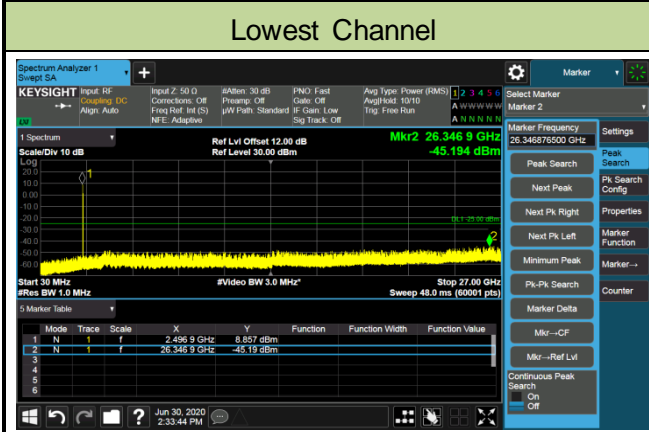 Lowest Channel
Spectrum Analyzer 1
Swept SA
KEYSIGHT
Input: RF
Coupling: DC
Align: Auto
Input Z: 50 Ω
Corrections: Off
Freq Ref: Int (S)
NFE: Adaptive
#Atten: 30 dB
Preamp: Off
µW Path: Standard
PNO: Fast
Gate: Off
IF Gain: Low
Sig Track: Off
Avg Type: Power (RMS)
Avg|Hold: 10/10
Trig: Free Run
1 2 3 4 5 6
A W W W W W
A N N N N N
Marker
Select Marker
Marker 2
Marker Frequency
26.346876500 GHz
Peak Search
Next Peak
Next Pk Right
Next Pk Left
Minimum Peak
Pk-Pk Search
Marker Delta
Mkr→CF
Mkr→Ref Lvl
Continuous Peak Search
On
Off
Settings
Peak Search
Pk Search Config
Properties
Marker Function
Marker→
Counter
1 Spectrum
Scale/Div 10 dB
Ref Lvl Offset 12.00 dB
Ref Level 30.00 dBm
Mkr2 26.346 9 GHz
-45.194 dBm
Log
20.0
10.0
0.00
-10.0
-20.0
-30.0
-40.0
-50.0
-60.0
1
DL1 -25.00 dBm
2
Start 30 MHz
#Res BW 1.0 MHz
#Video BW 3.0 MHz*
Stop 27.00 GHz
Sweep 48.0 ms (60001 pts)
5 Marker Table
Mode Trace Scale X Y Function Function Width Function Value
1 N 1 f 2.496 9 GHz 8.857 dBm
2 N 1 f 26.346 9 GHz -45.19 dBm
3
4
5
6
?
Jun 30, 2020
2:33:44 PM